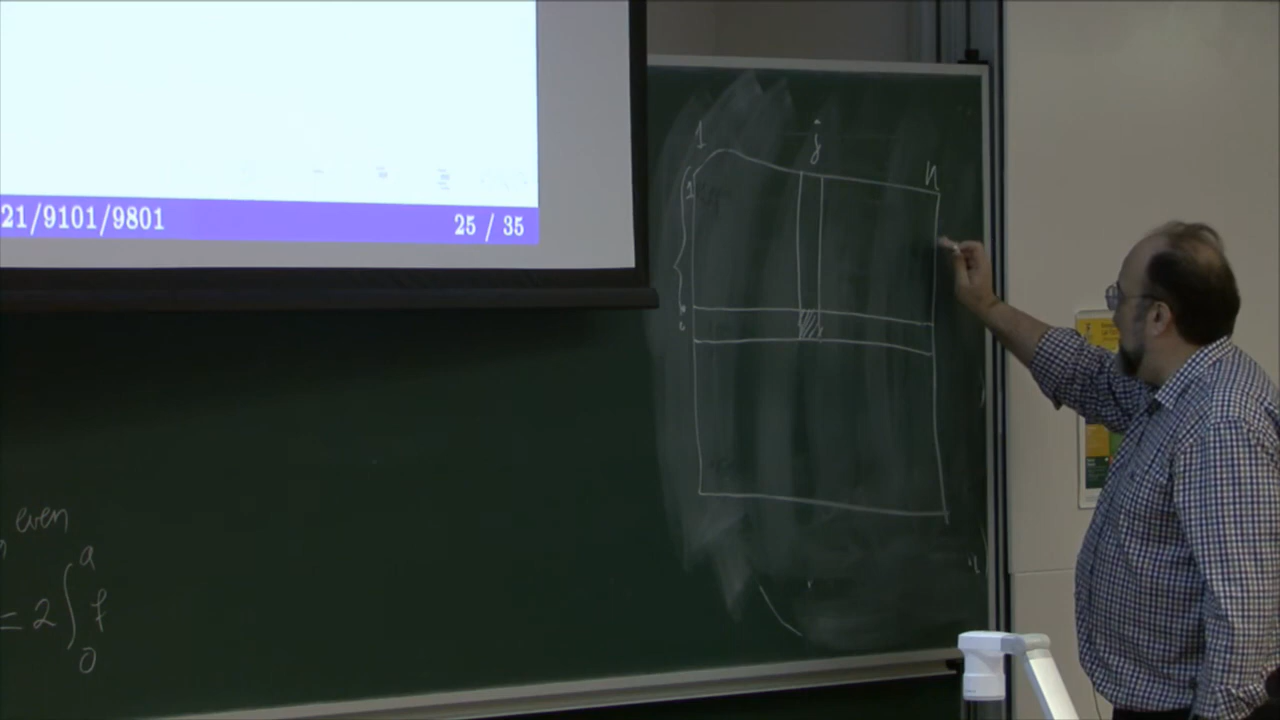 21/9101/9801 25 / 35
1 j n
1
i
even
a
= 2 ∫ f
0